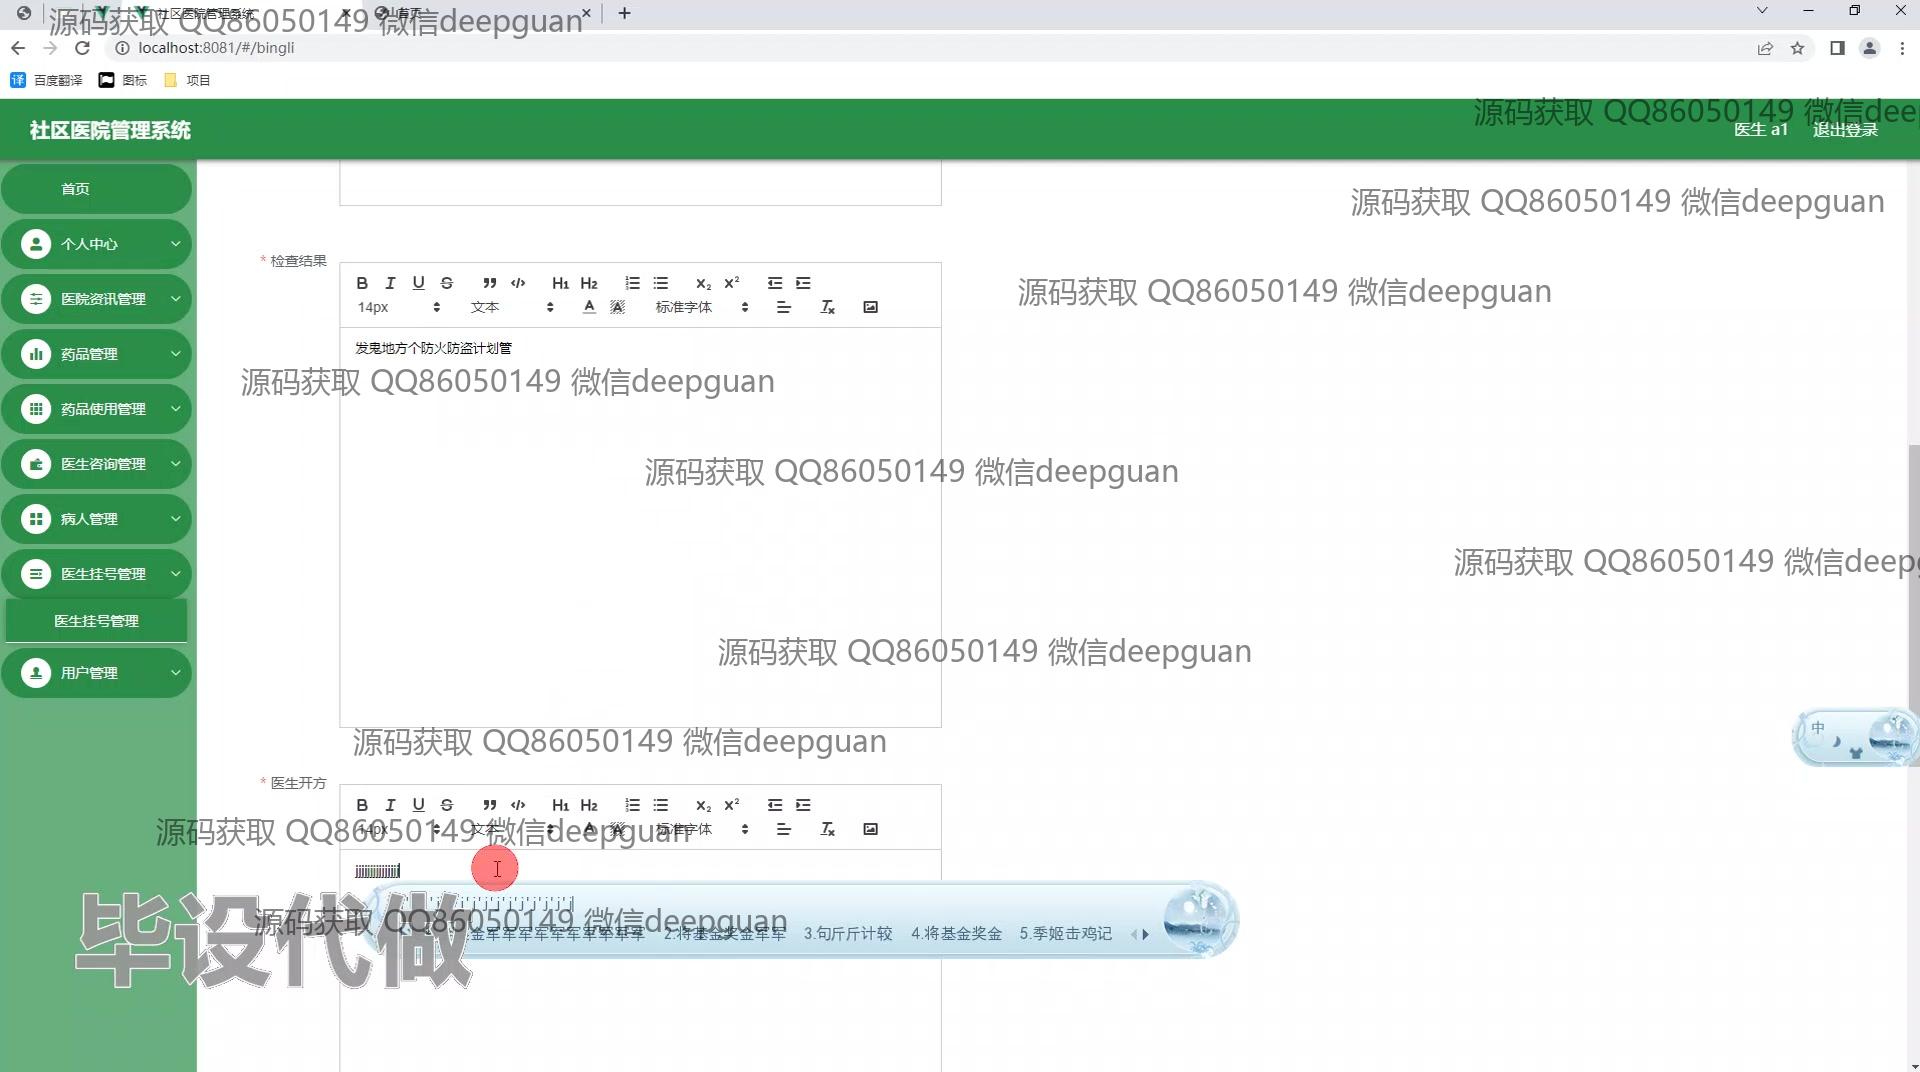 社区医院管理系统
首页
源码获取 QQ86050149 微信deepguan
localhost:8081/#/bingli
百度翻译
图标
项目
社区医院管理系统
源码获取 QQ86050149 微信deep
医生 a1
退出登录
首页
源码获取 QQ86050149 微信deepguan
个人中心
* 检查结果
B I U S H1 H2 x₂ x²
医院资讯管理
14px 文本 A A 标准字体
源码获取 QQ86050149 微信deepguan
药品管理
发鬼地方个防火防盗计划管
源码获取 QQ86050149 微信deepguan
药品使用管理
医生咨询管理
源码获取 QQ86050149 微信deepguan
病人管理
源码获取 QQ86050149 微信deepg
医生挂号管理
医生挂号管理
源码获取 QQ86050149 微信deepguan
用户管理
中
源码获取 QQ86050149 微信deepguan
* 医生开方
B I U S H1 H2 x₂ x²
14px 文本 A A 标准字体
源码获取 QQ86050149 微信deepguan
源码获取 QQ86050149 微信deepguan
2.将基金奖金军军 3.句斤斤计较 4.将基金奖金 5.季姬击鸡记
毕设代做